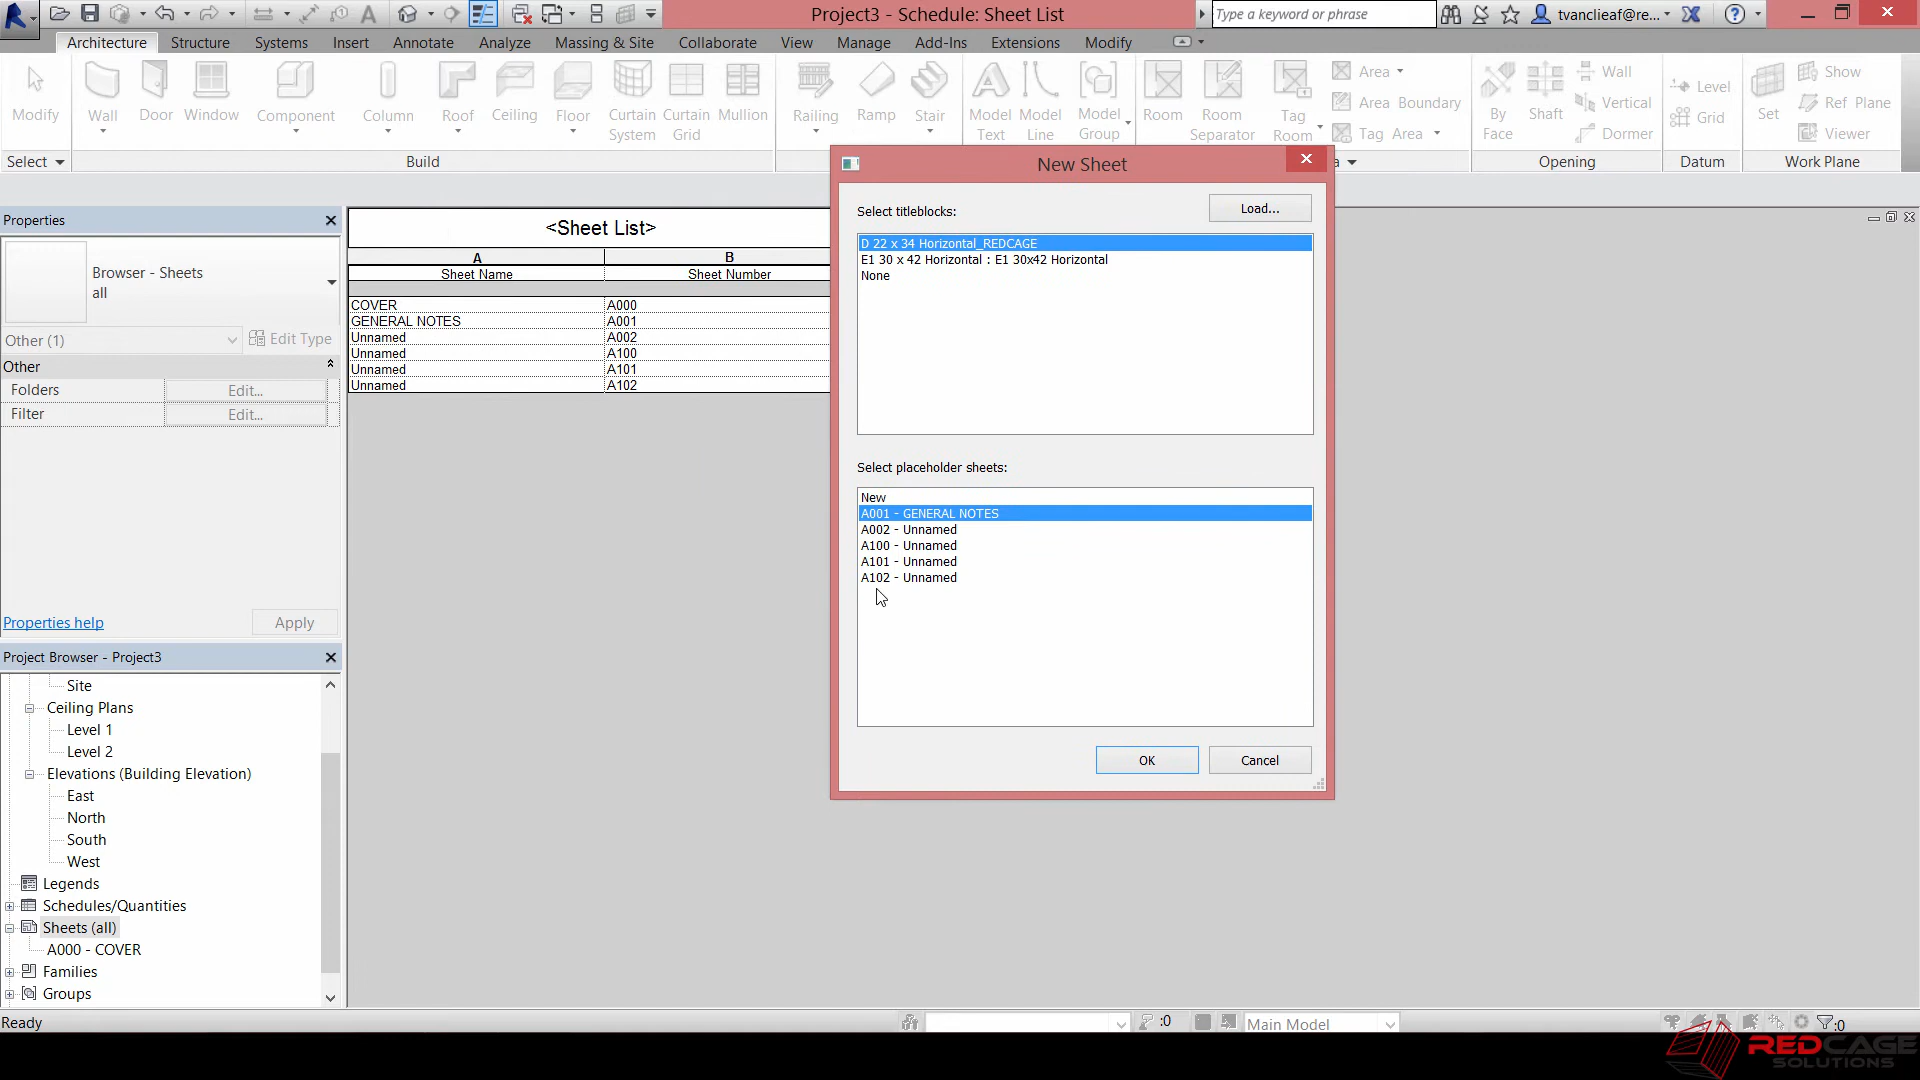 Project3 - Schedule: Sheet List
Type a keyword or phrase
tvanclieaf@re...
Architecture Structure Systems Insert Annotate Analyze Massing & Site Collaborate View Manage Add-Ins Extensions Modify
Modify Wall Door Window Component Column Roof Ceiling Floor Curtain System Curtain Grid Mullion Railing Ramp Stair Model Text Model Line Model Group Room Room Separator Tag Room
Area
Area Boundary
Tag Area
By Face Shaft
Wall
Vertical
Dormer
Level
Grid
Set
Show
Ref Plane
Viewer
Select Build Opening Datum Work Plane
Properties
Browser - Sheets
all
Other (1) Edit Type
Other
Folders Edit...
Filter Edit...
Properties help Apply
Project Browser - Project3
Site
Ceiling Plans
Level 1
Level 2
Elevations (Building Elevation)
East
North
South
West
Legends
Schedules/Quantities
Sheets (all)
A000 - COVER
Families
Groups
<Sheet List>
A B
Sheet Name Sheet Number
COVER A000
GENERAL NOTES A001
Unnamed A002
Unnamed A100
Unnamed A101
Unnamed A102
New Sheet
Select titleblocks: Load...
D 22 x 34 Horizontal_REDCAGE
E1 30 x 42 Horizontal : E1 30x42 Horizontal
None
Select placeholder sheets:
New
A001 - GENERAL NOTES
A002 - Unnamed
A100 - Unnamed
A101 - Unnamed
A102 - Unnamed
OK Cancel
Ready :0 Main Model :0
REDCAGE
SOLUTIONS